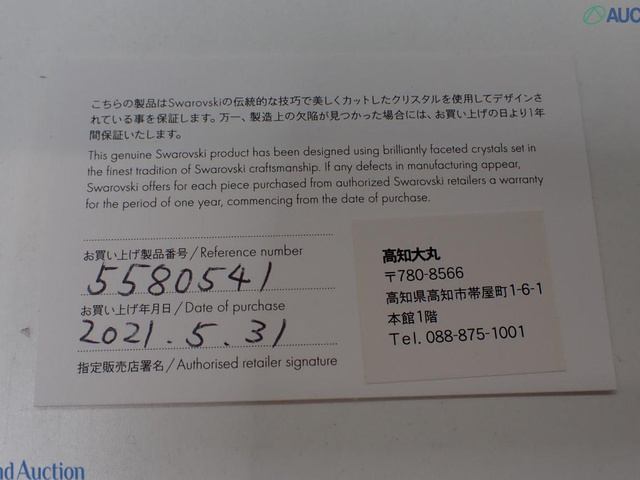 AUC
こちらの製品はSwarovskiの伝統的な技巧で美しくカットしたクリスタルを使用してデザインさ
れている事を保証します。万一、製造上の欠陥が見つかった場合には、お買い上げの日より1年
間保証いたします。
This genuine Swarovski product has been designed using brilliantly faceted crystals set in
the finest tradition of Swarovski craftsmanship. If any defects in manufacturing appear,
Swarovski offers for each piece purchased from authorized Swarovski retailers a warranty
for the period of one year, commencing from the date of purchase.
お買い上げ製品番号/Reference number
5580541
お買い上げ年月日/Date of purchase
2021.5.31
指定販売店署名/Authorised retailer signature
高知大丸
〒780-8566
高知県高知市帯屋町1-6-1
本館1階
Tel. 088-875-1001
nd Auction